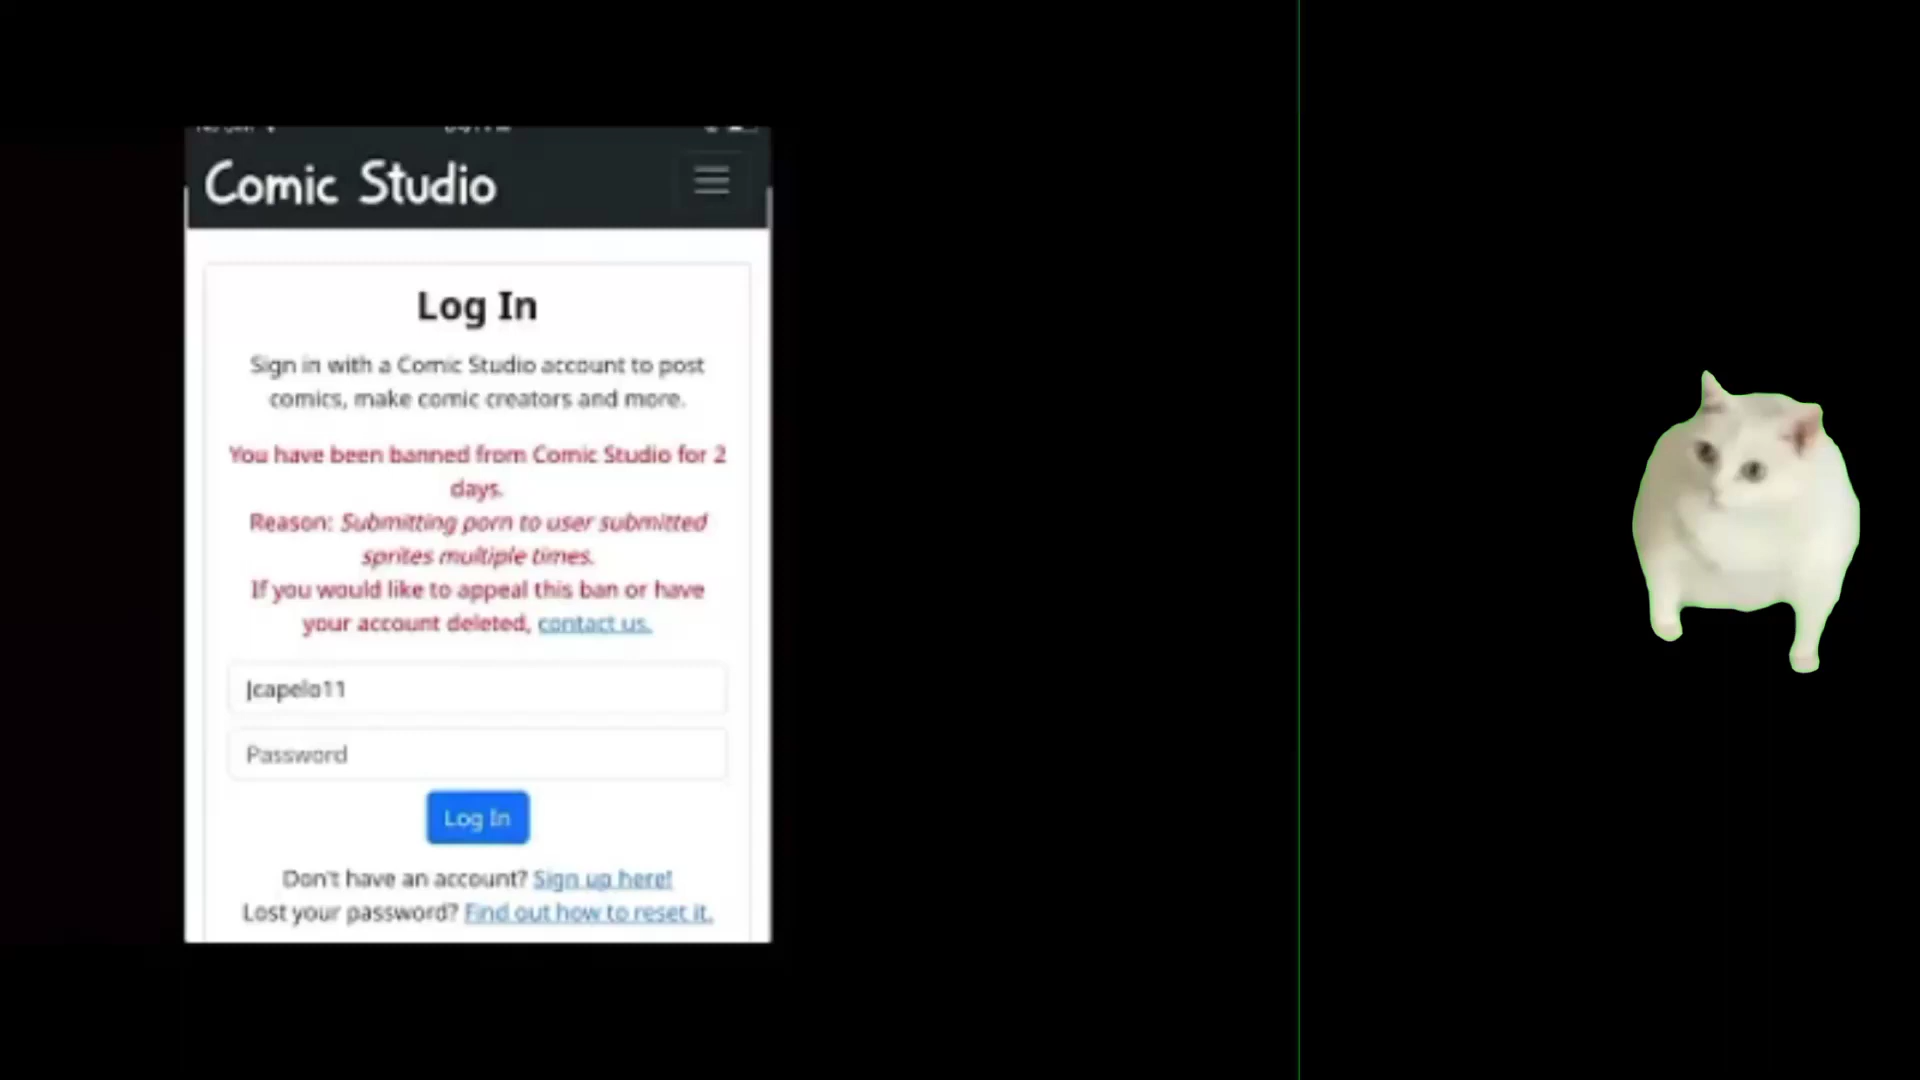 Comic Studio
Log In
Sign in with a Comic Studio account to post
comics, make comic creators and more.
You have been banned from Comic Studio for 2
days.
Reason: Submitting porn to user submitted
sprites multiple times.
If you would like to appeal this ban or have
your account deleted, contact us.
Jcapelo11
Password
Log In
Don't have an account? Sign up here!
Lost your password? Find out how to reset it.